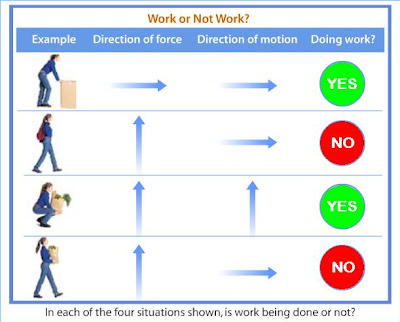 Work or Not Work?
Example Direction of force Direction of motion Doing work?
YES
NO
YES
NO
In each of the four situations shown, is work being done or not?